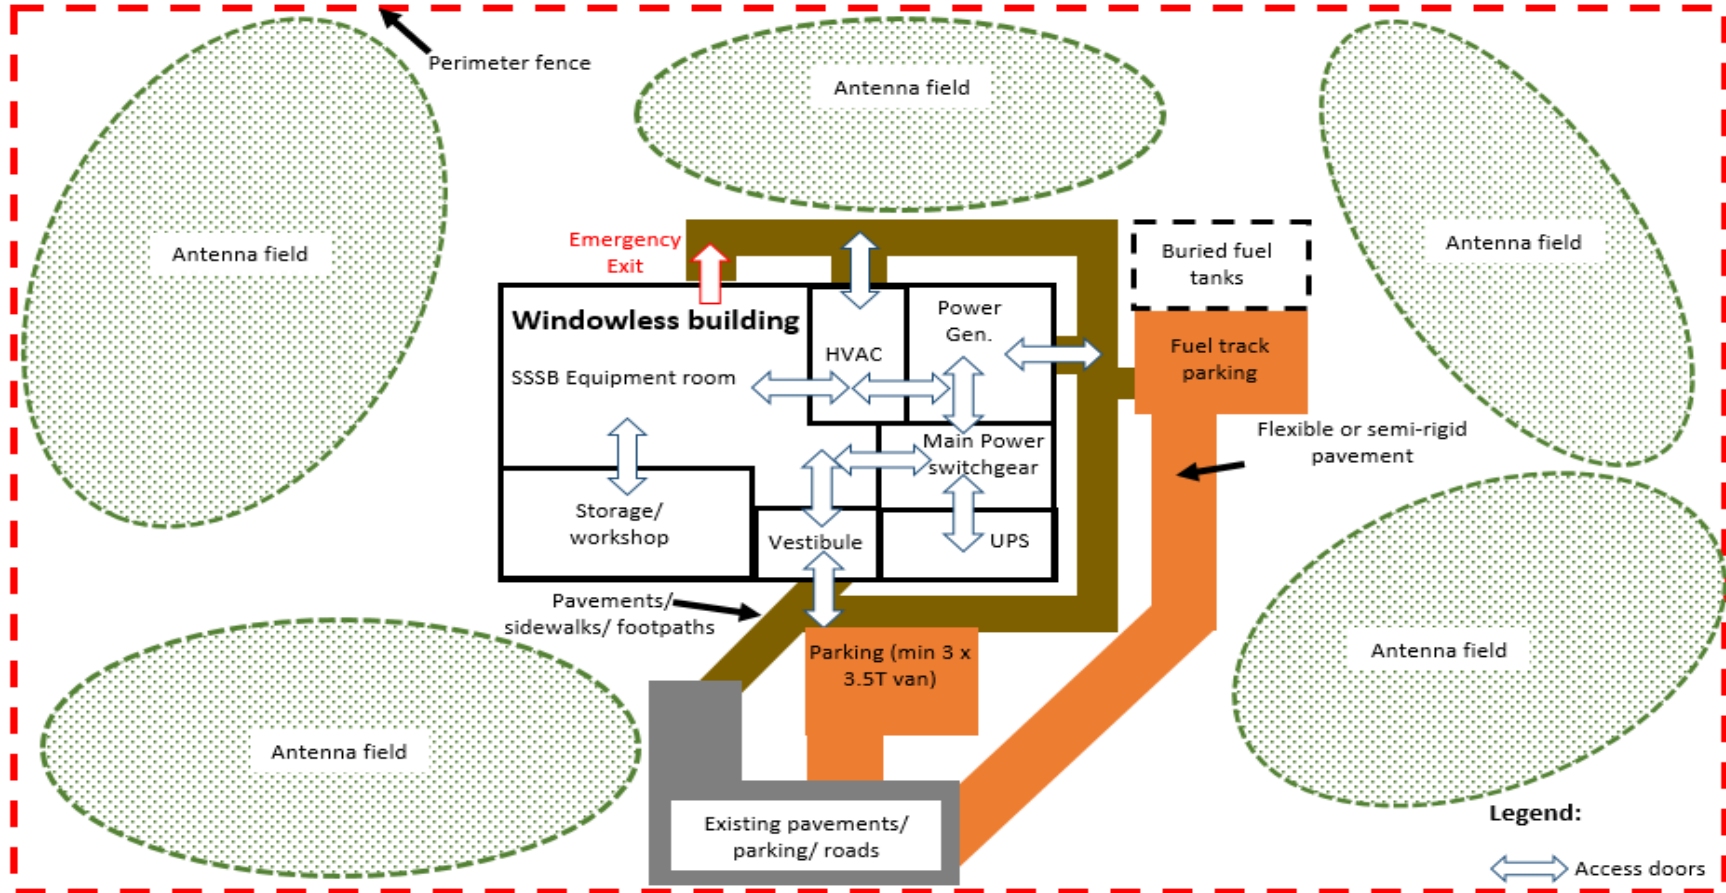 Perimeter fence
Antenna field
Antenna field
Antenna field
Emergency
Exit
Buried fuel
tanks
Windowless building
Power
Gen.
HVAC
SSSB Equipment room
Fuel track
parking
Main Power
switchgear
Flexible or semi-rigid
pavement
Storage/
workshop
Vestibule
UPS
Pavements/
sidewalks/ footpaths
Parking (min 3 x
3.5T van)
Antenna field
Antenna field
Existing pavements/
parking/ roads
Legend:
Access doors